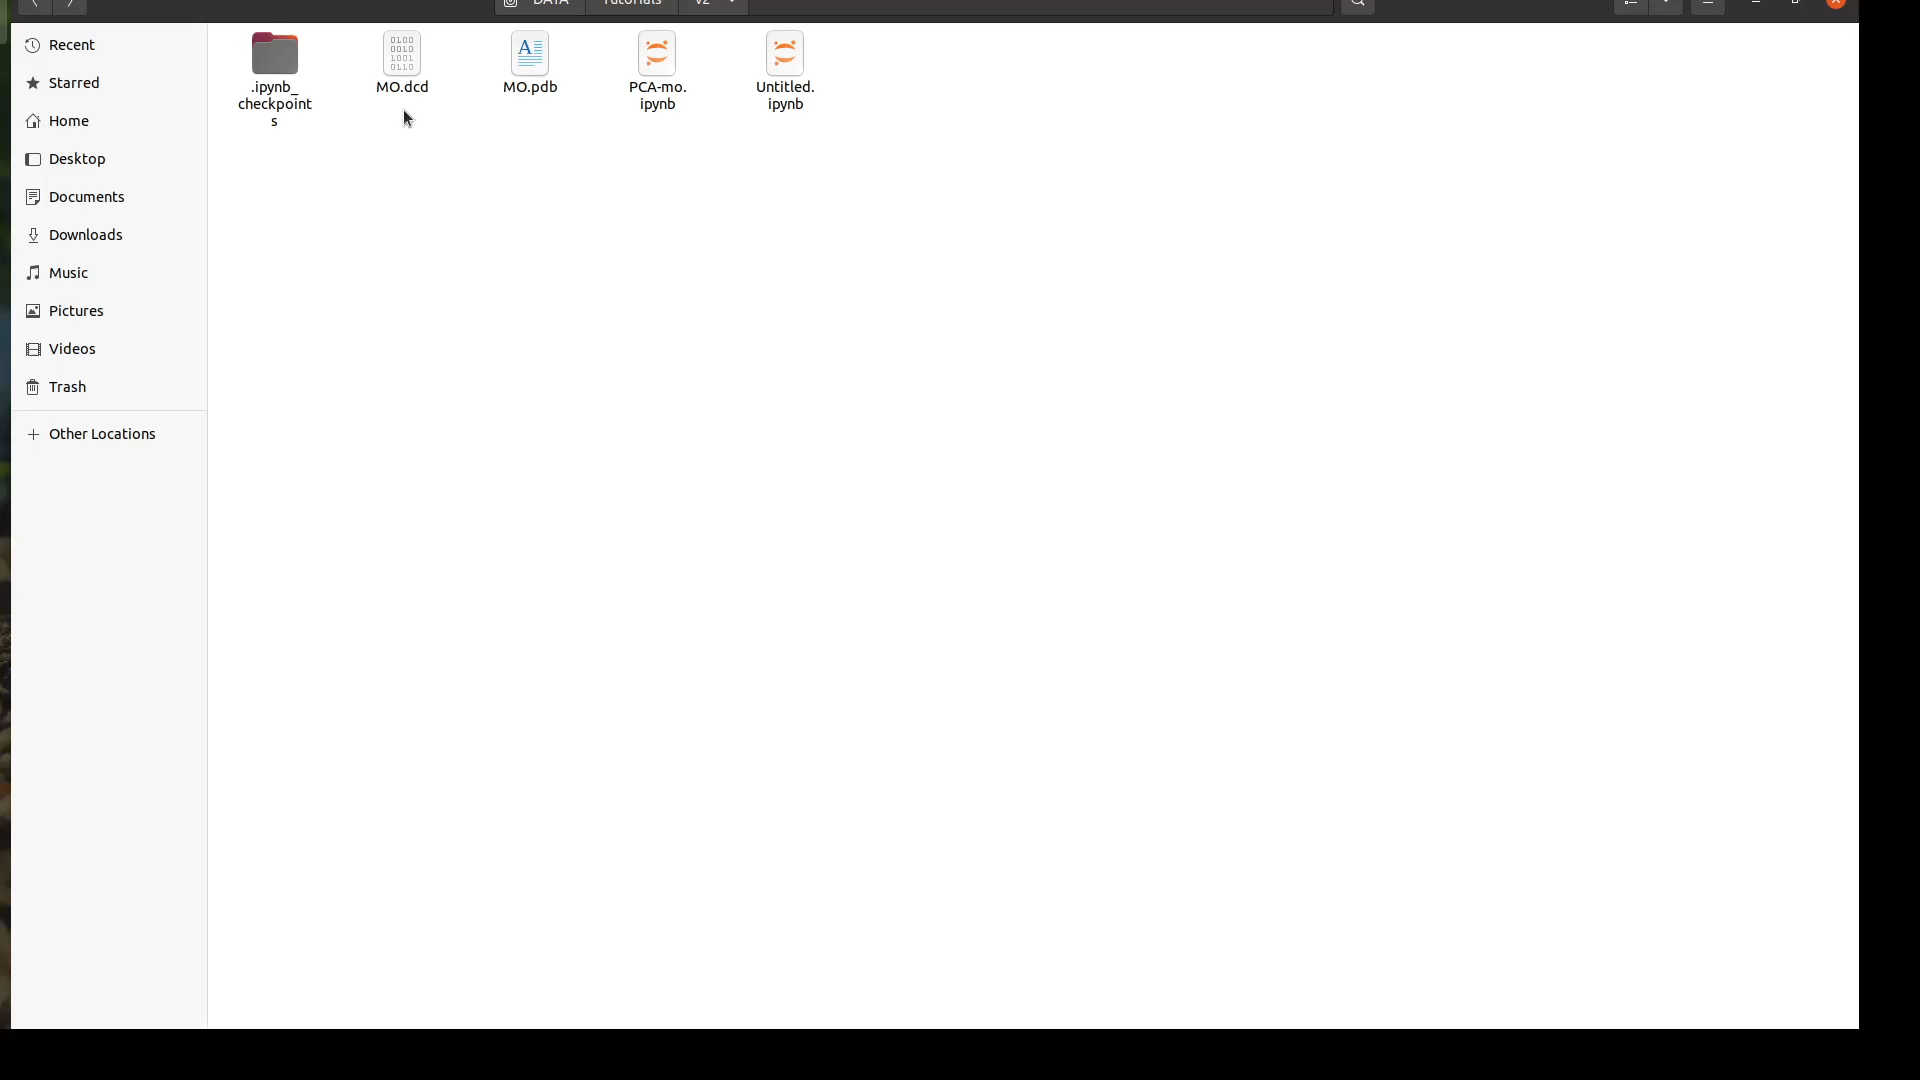 DATA Tutorials v2
Recent
Starred
Home
Desktop
Documents
Downloads
Music
Pictures
Videos
Trash
Other Locations
.ipynb_
checkpoint
s
MO.dcd
MO.pdb
PCA-mo.
ipynb
Untitled.
ipynb